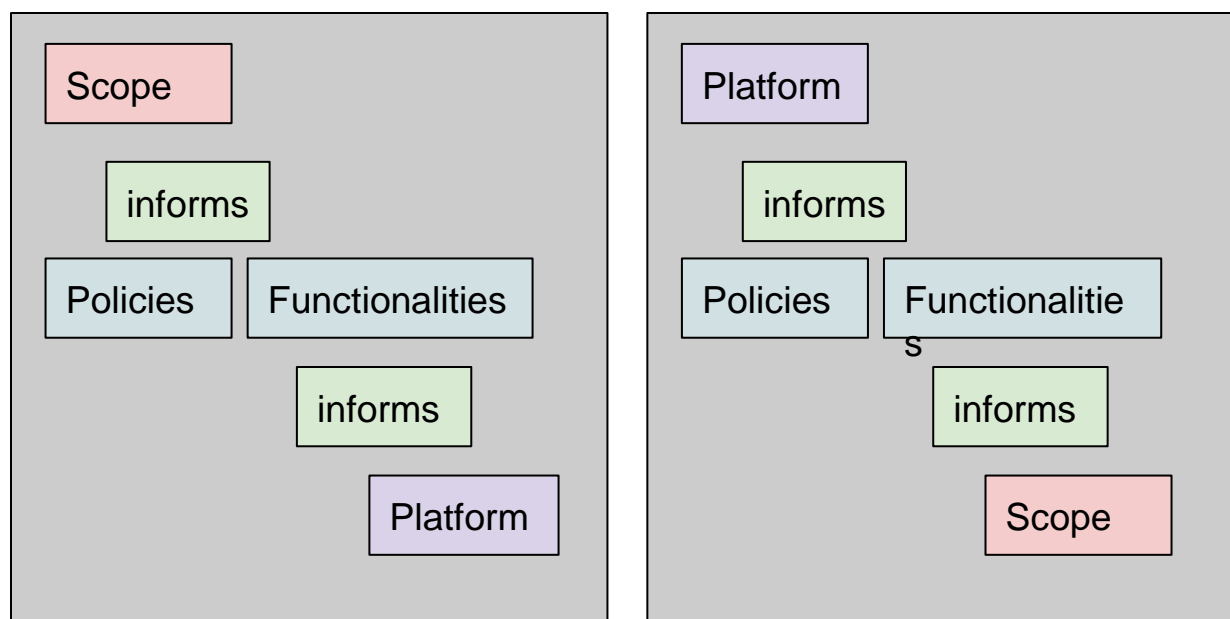 Scope
informs
Policies
Functionalities
informs
Platform
Platform
informs
Policies
Functionalitie
s
informs
Scope